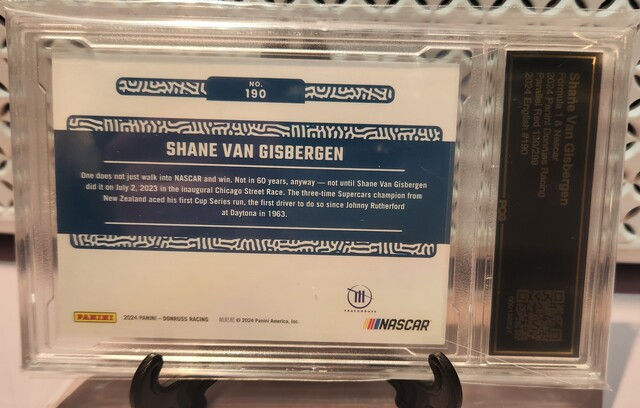 NO.
190
SHANE VAN GISBERGEN
One does not just walk into NASCAR and win. Not in 60 years, anyway — not until Shane Van Gisbergen
did it on July 2, 2023 in the inaugural Chicago Street Race. The three-time Supercars champion from
New Zealand aced his first Cup Series run, the first driver to do so since Johnny Rutherford
at Daytona in 1963.
TRACKHOUSE
PANINI
2024 PANINI – DONRUSS RACING
© 2024 Panini America, Inc.
NASCAR
Shane Van Gisbergen
Nascar
2024 Panini Donruss Racing
Parallel Red
2024 English #190